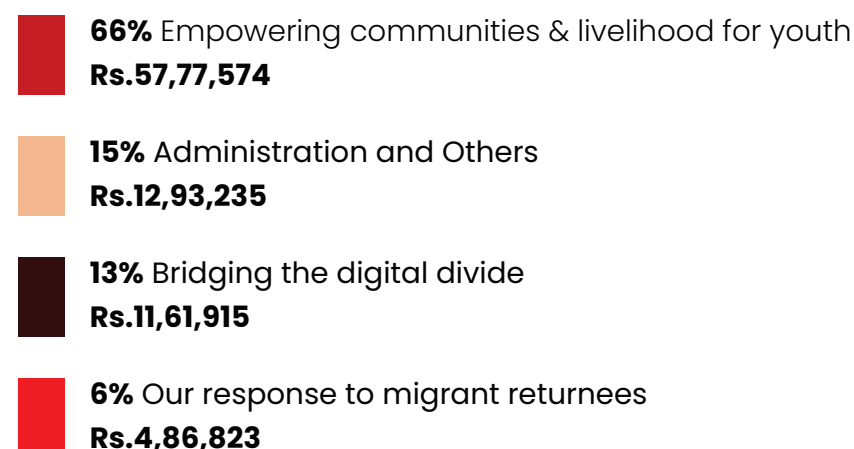 66% Empowering communities & livelihood for youth
Rs.57,77,574
15% Administration and Others
Rs.12,93,235
13% Bridging the digital divide
Rs.11,61,915
6% Our response to migrant returnees
Rs.4,86,823